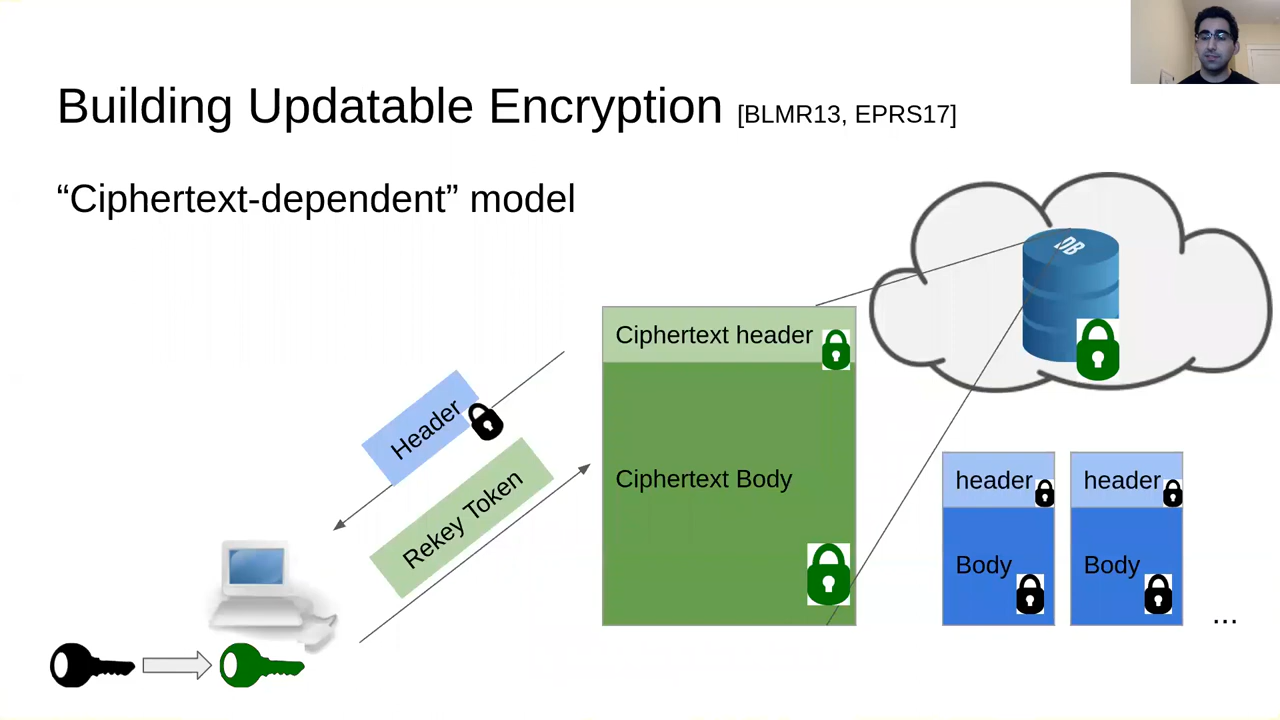 Building Updatable Encryption [BLMR13, EPRS17]
“Ciphertext-dependent” model
DB
Ciphertext header
Header
Rekey Token
Ciphertext Body
header
header
Body
Body
...